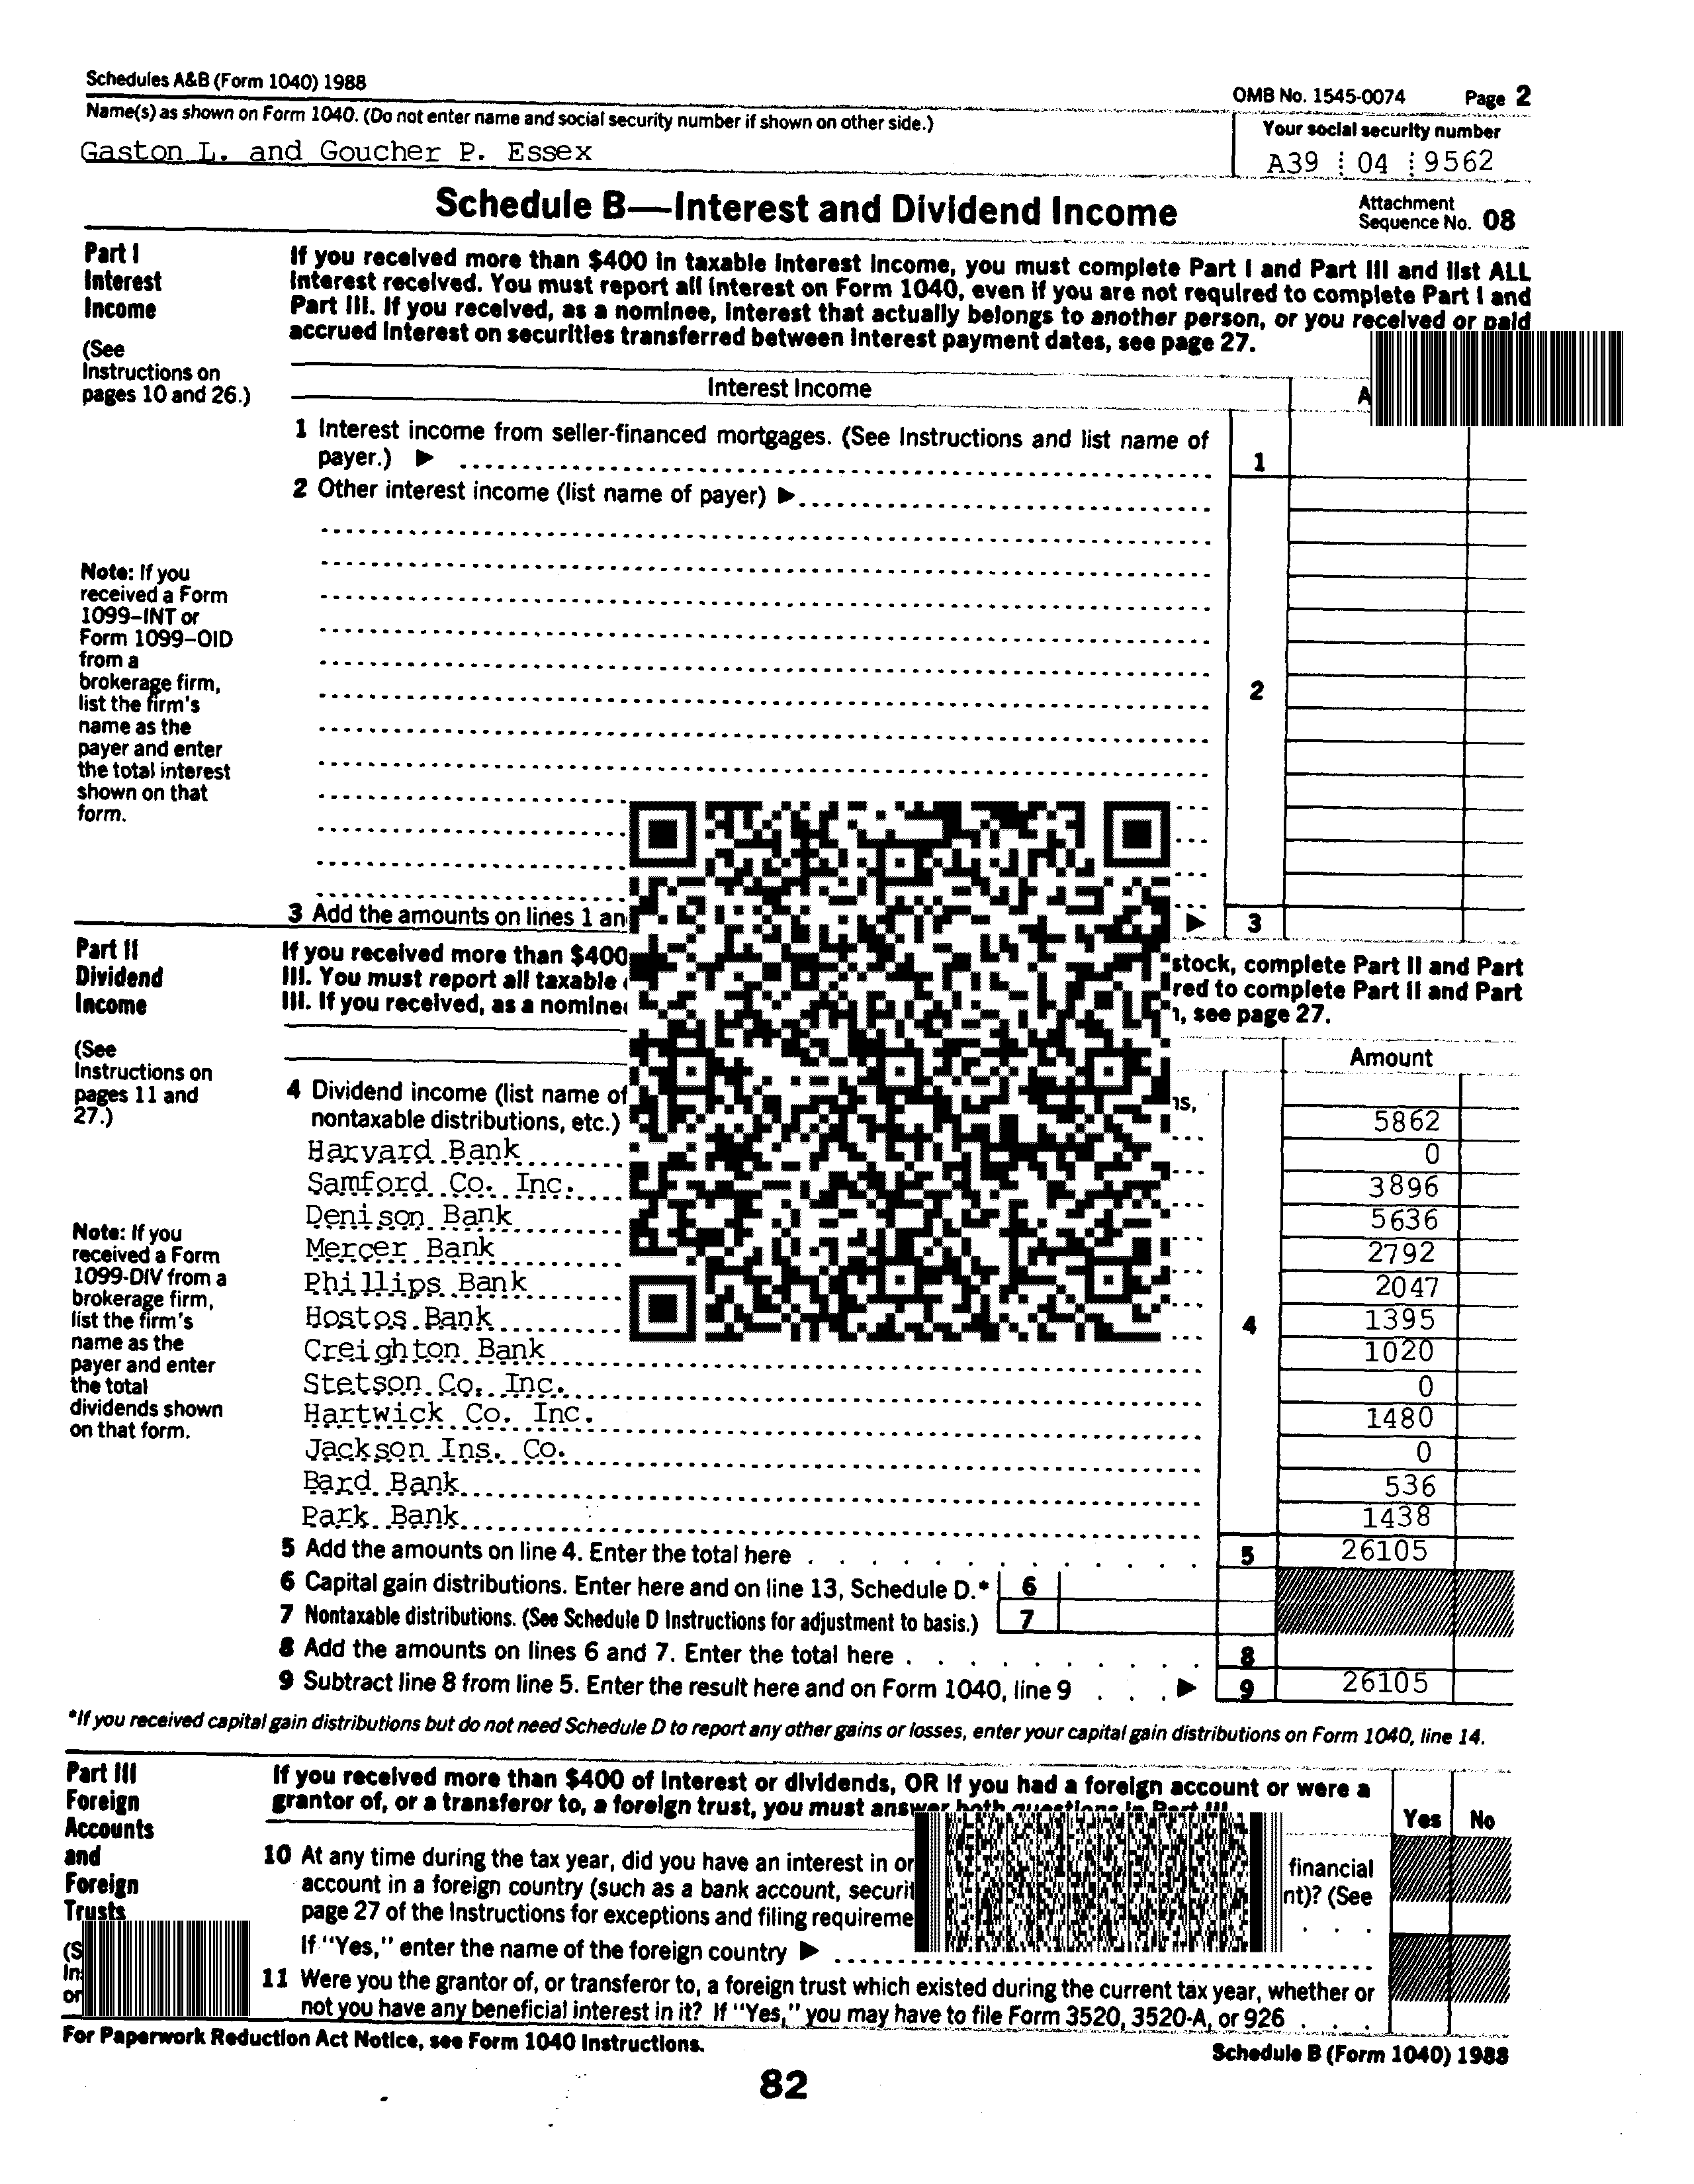 Schedules A&B (Form 1040) 1988
OMB No. 1545-0074 Page 2
Name(s) as shown on Form 1040. (Do not enter name and social security number if shown on other side.)
Your social security number
Gaston L. and Goucher P. Essex
A39 04 9562
Schedule B—Interest and Dividend Income
Attachment
Sequence No. 08
Part I
Interest
Income
(See
Instructions on
pages 10 and 26.)
If you received more than $400 in taxable interest income, you must complete Part I and Part III and list ALL
interest received. You must report all interest on Form 1040, even if you are not required to complete Part I and
Part III. If you received, as a nominee, interest that actually belongs to another person, or you received or paid
accrued interest on securities transferred between interest payment dates, see page 27.
Interest Income
1 Interest income from seller-financed mortgages. (See Instructions and list name of
payer.) ▶
1
2 Other interest income (list name of payer) ▶
Note: If you
received a Form
1099–INT or
Form 1099–OID
from a
brokerage firm,
list the firm's
name as the
payer and enter
the total interest
shown on that
form.
2
3 Add the amounts on lines 1 ▶ 3
Part II
Dividend
Income
(See
Instructions on
pages 11 and
27.)
If you received more than $400 stock, complete Part II and Part
III. You must report all taxable to complete Part II and Part
III. If you received, as a see page 27.
Amount
4 Dividend income (list name of
nontaxable distributions, etc.)
5862
Harvard Bank 0
Samford Co. Inc. 3896
Denison Bank 5636
Mercer Bank 2792
Phillips Bank 2047
Hostos Bank 4 1395
Creighton Bank 1020
Stetson Co. Inc. 0
Hartwick Co. Inc. 1480
Jackson Ins. Co. 0
Bard Bank 536
Park Bank 1438
Note: If you
received a Form
1099-DIV from a
brokerage firm,
list the firm's
name as the
payer and enter
the total
dividends shown
on that form.
5 Add the amounts on line 4. Enter the total here 5 26105
6 Capital gain distributions. Enter here and on line 13, Schedule D.* 6
7 Nontaxable distributions. (See Schedule D Instructions for adjustment to basis.) 7
8 Add the amounts on lines 6 and 7. Enter the total here 8
9 Subtract line 8 from line 5. Enter the result here and on Form 1040, line 9 ▶ 9 26105
*If you received capital gain distributions but do not need Schedule D to report any other gains or losses, enter your capital gain distributions on Form 1040, line 14.
Part III
Foreign
Accounts
and
Foreign
Trusts
If you received more than $400 of interest or dividends, OR if you had a foreign account or were a
grantor of, or a transferor to, a foreign trust, you must answer both questions in Part III.
Yes No
10 At any time during the tax year, did you have an interest in or financial
account in a foreign country (such as a bank account, (See
page 27 of the Instructions for exceptions and filing
If "Yes," enter the name of the foreign country ▶
11 Were you the grantor of, or transferor to, a foreign trust which existed during the current tax year, whether or
not you have any beneficial interest in it? If "Yes," you may have to file Form 3520, 3520-A, or 926
For Paperwork Reduction Act Notice, see Form 1040 Instructions.
Schedule B (Form 1040) 1988
82